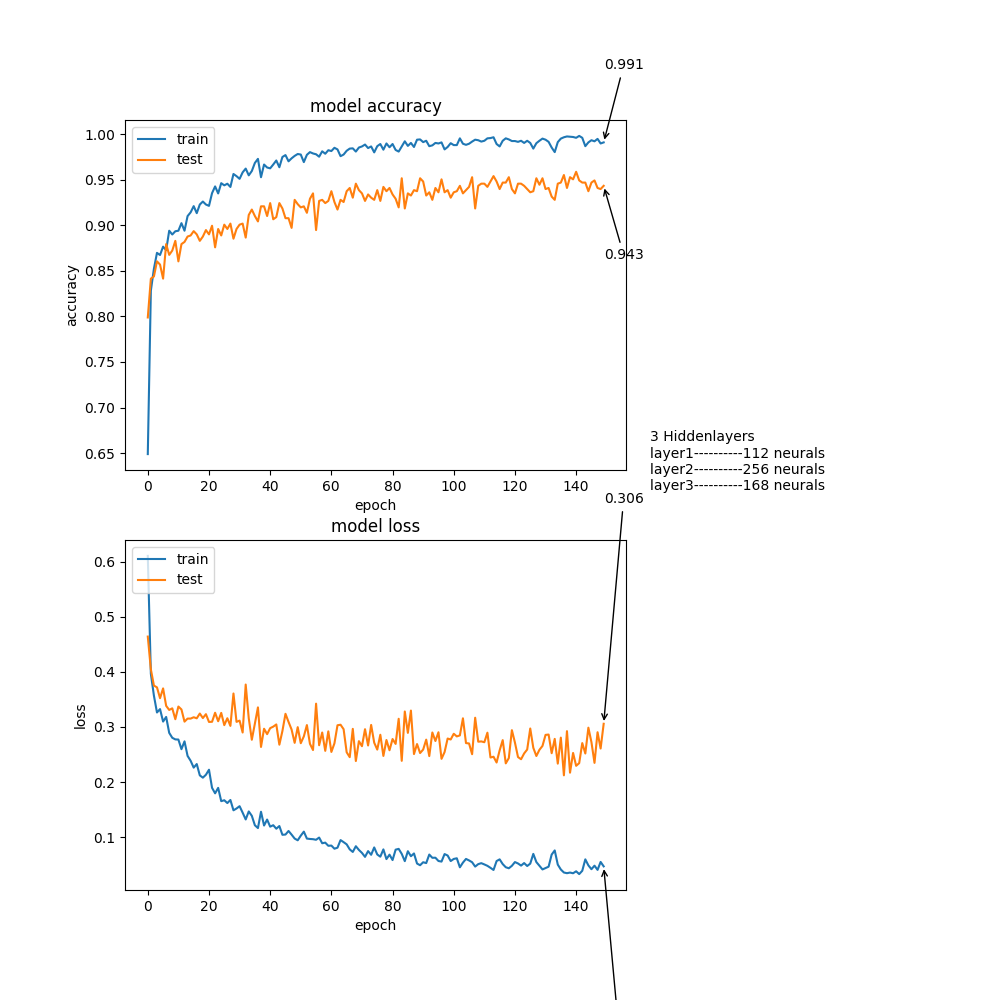 0.991
model accuracy
train
test
1.00
0.95
0.90
0.85
0.80
0.75
0.70
0.65
accuracy
0.943
0 20 40 60 80 100 120 140
epoch
3 Hiddenlayers
layer1----------112 neurals
layer2----------256 neurals
layer3----------168 neurals
0.306
model loss
train
test
0.6
0.5
0.4
0.3
0.2
0.1
loss
0 20 40 60 80 100 120 140
epoch